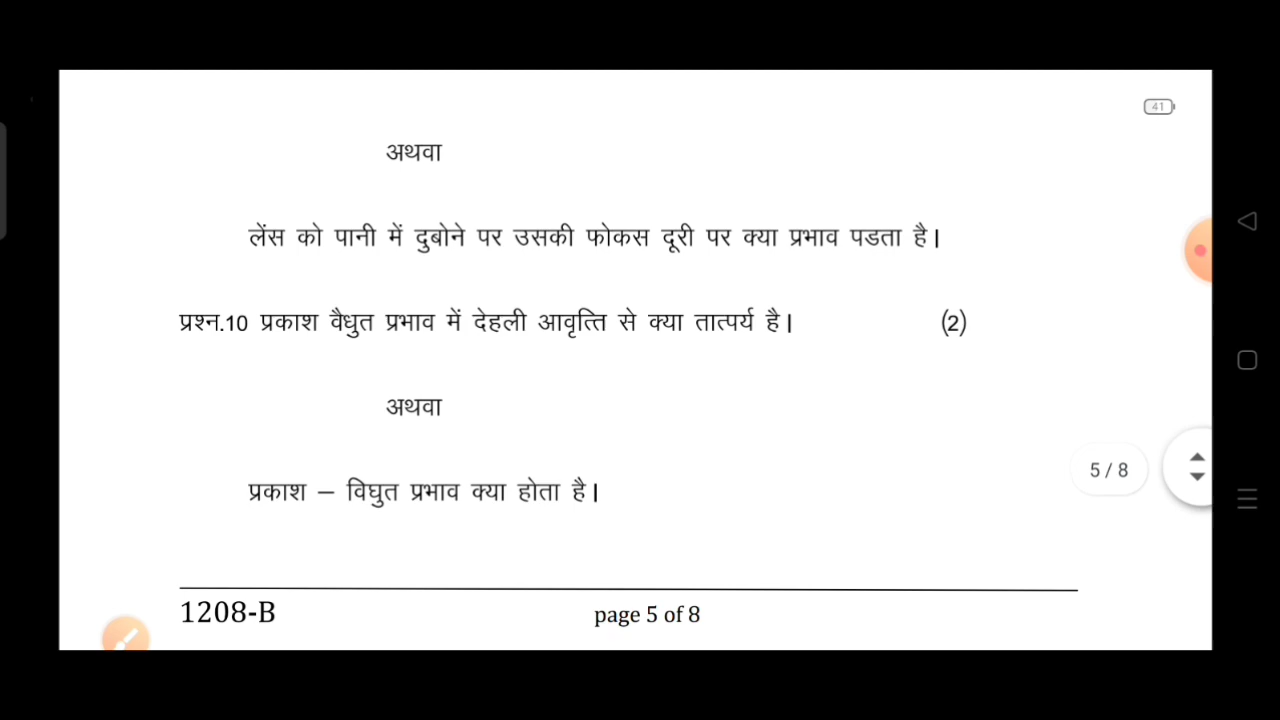 41
अथवा
लेंस को पानी में दुबोने पर उसकी फोकस दूरी पर क्या प्रभाव पडता है।
प्रश्न.10 प्रकाश वैधुत प्रभाव में देहली आवृत्ति से क्या तात्पर्य है। (2)
अथवा
5 / 8
प्रकाश – विघुत प्रभाव क्या होता है।
1208-B page 5 of 8